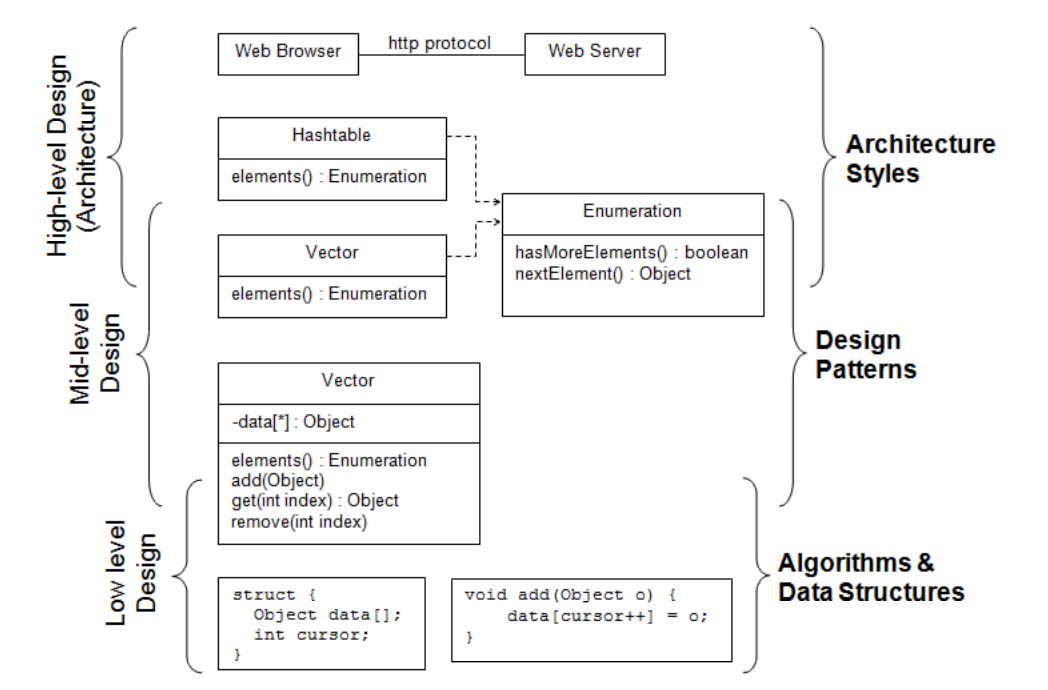 High-level Design
(Architecture)
Web Browser
http protocol
Web Server
Hashtable
elements() : Enumeration
Architecture
Styles
Enumeration
hasMoreElements() : boolean
nextElement() : Object
Vector
elements() : Enumeration
Mid-level
Design
Design
Patterns
Vector
-data[*] : Object
elements() : Enumeration
add(Object)
get(int index) : Object
remove(int index)
Low level
Design
struct {
Object data[];
int cursor;
}
void add(Object o) {
data[cursor++] = o;
}
Algorithms &
Data Structures